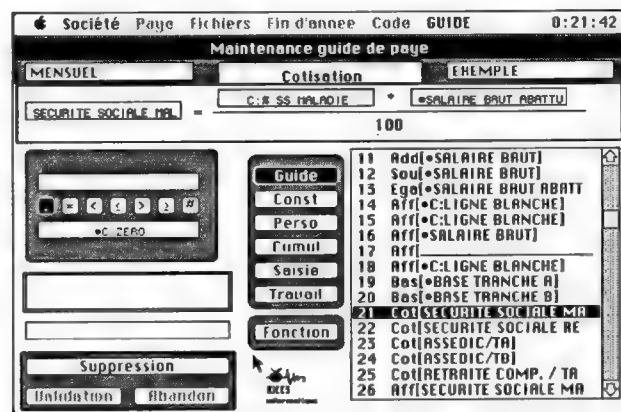 Société Paye Fichiers Fin d'annee Code GUIDE 0:21:42
Maintenance guide de paye
MENSUEL Cotisation EXEMPLE
SECURITE SOCIALE MAL = C:% SS MALADIE * •SALAIRE BRUT ABATTU
100
= < ≤ > ≥ #
•C ZERO
Guide
Const
Perso
Cumul
Saisie
Travail
Fonction
Suppression
Validation Abandon
informatique
11 Add[•SALAIRE BRUT]
12 Sou[•SALAIRE BRUT]
13 Ega[•SALAIRE BRUT ABATT
14 Aff[•C:LIGNE BLANCHE]
15 Aff[•C:LIGNE BLANCHE]
16 Aff[•SALAIRE BRUT]
17 Aff[
18 Aff[•C:LIGNE BLANCHE]
19 Bas[•BASE TRANCHE A]
20 Bas[•BASE TRANCHE B]
21 Cot[SECURITE SOCIALE MA
22 Cot[SECURITE SOCIALE RE
23 Cot[ASSEDIC/TA]
24 Cot[ASSEDIC/TB]
25 Cot[RETRAITE COMP. / TA
26 Aff[SECURITE SOCIALE MA